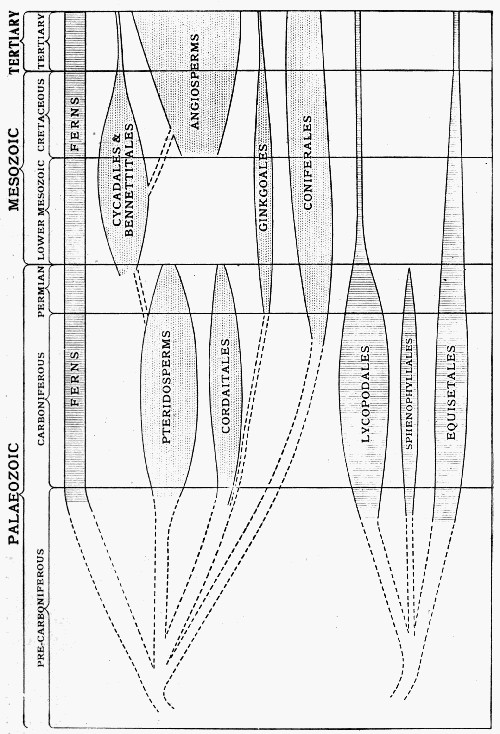 TERTIARY
MESOZOIC
PALAEOZOIC
TERTIARY
CRETACEOUS
LOWER MESOZOIC
PERMIAN
CARBONIFEROUS
PRE-CARBONIFEROUS
FERNS
FERNS
CYCADALES &
BENNETTITALES
ANGIOSPERMS
GINKGOALES
CONIFERALES
PTERIDOSPERMS
CORDAITALES
LYCOPODALES
SPHENOPHYLLALES
EQUISETALES